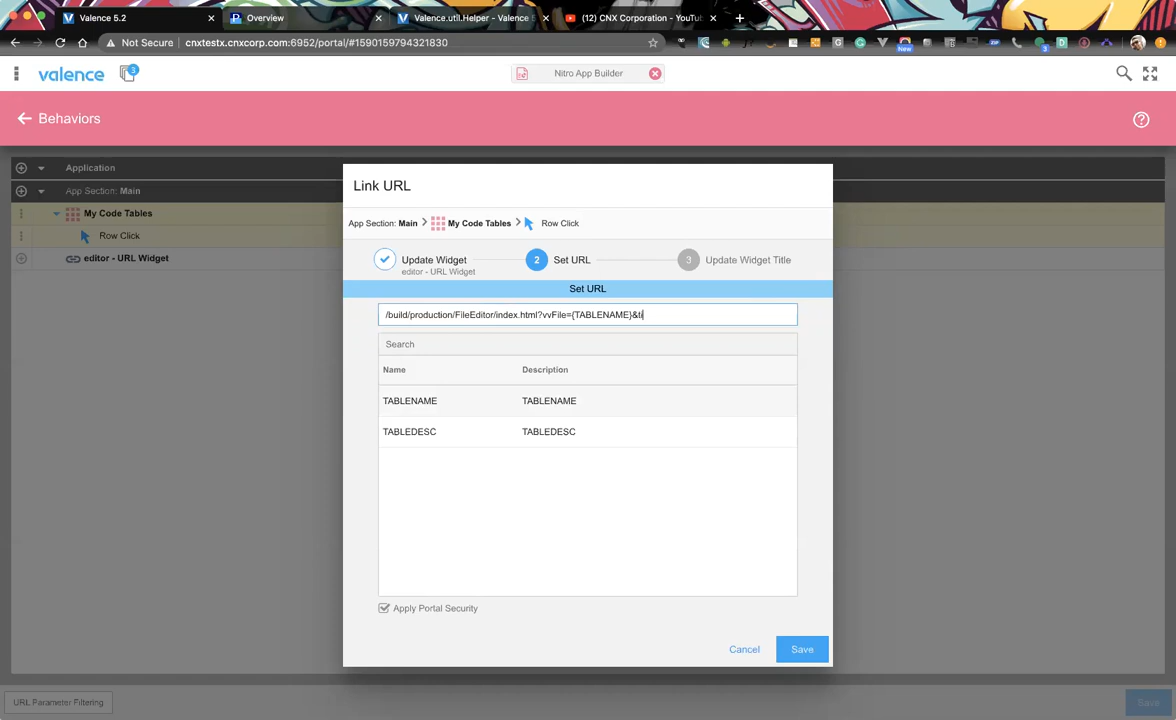 Valence 5.2
Overview
Valence.util.Helper - Valence
(12) CNX Corporation - YouTu
Not Secure
cnxtestx.cnxcorp.com:6952/portal/#1590159794321830
New
3
valence
3
Nitro App Builder
Behaviors
Application
App Section: Main
My Code Tables
Row Click
editor - URL Widget
Link URL
App Section: Main
My Code Tables
Row Click
Update Widget
editor - URL Widget
2
Set URL
3
Update Widget Title
Set URL
/build/production/FileEditor/index.html?vvFile={TABLENAME}&ti
Search
Name
Description
TABLENAME
TABLENAME
TABLEDESC
TABLEDESC
Apply Portal Security
Cancel
Save
URL Parameter Filtering
Save